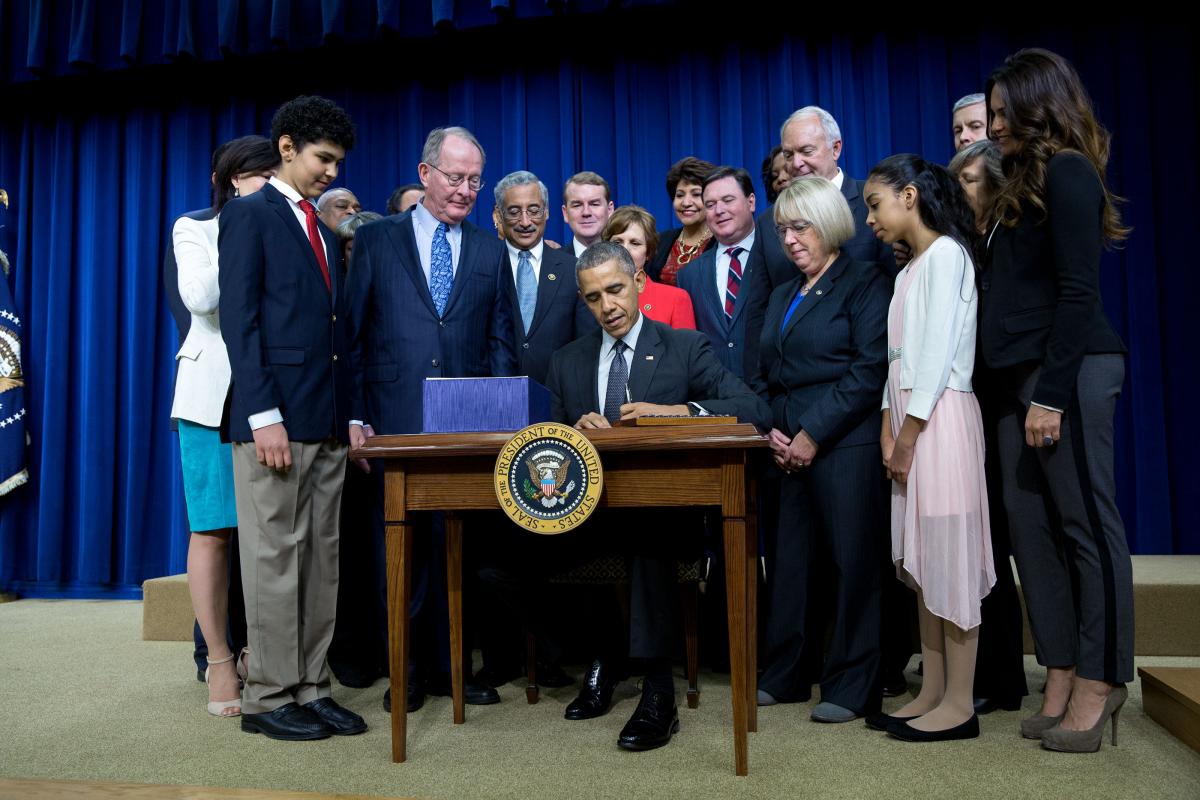 SEAL OF THE PRESIDENT OF THE UNITED STATES